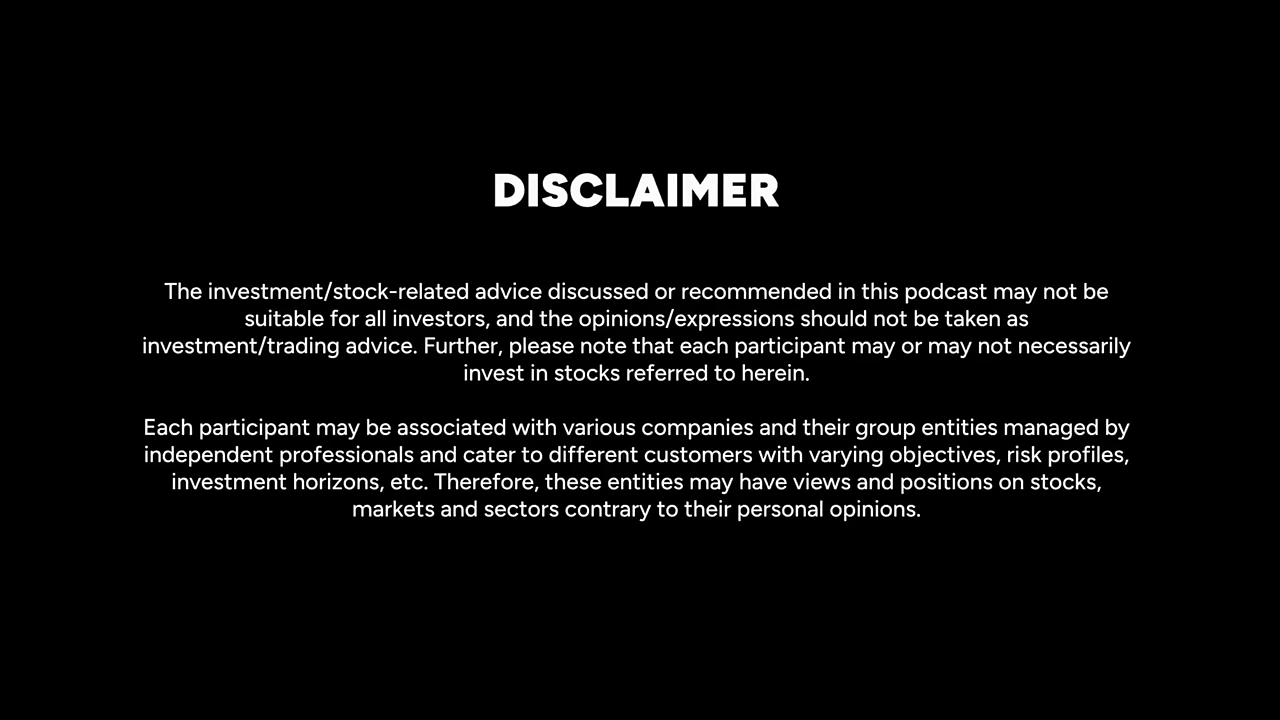 DISCLAIMER
The investment/stock-related advice discussed or recommended in this podcast may not be
suitable for all investors, and the opinions/expressions should not be taken as
investment/trading advice. Further, please note that each participant may or may not necessarily
invest in stocks referred to herein.
Each participant may be associated with various companies and their group entities managed by
independent professionals and cater to different customers with varying objectives, risk profiles,
investment horizons, etc. Therefore, these entities may have views and positions on stocks,
markets and sectors contrary to their personal opinions.